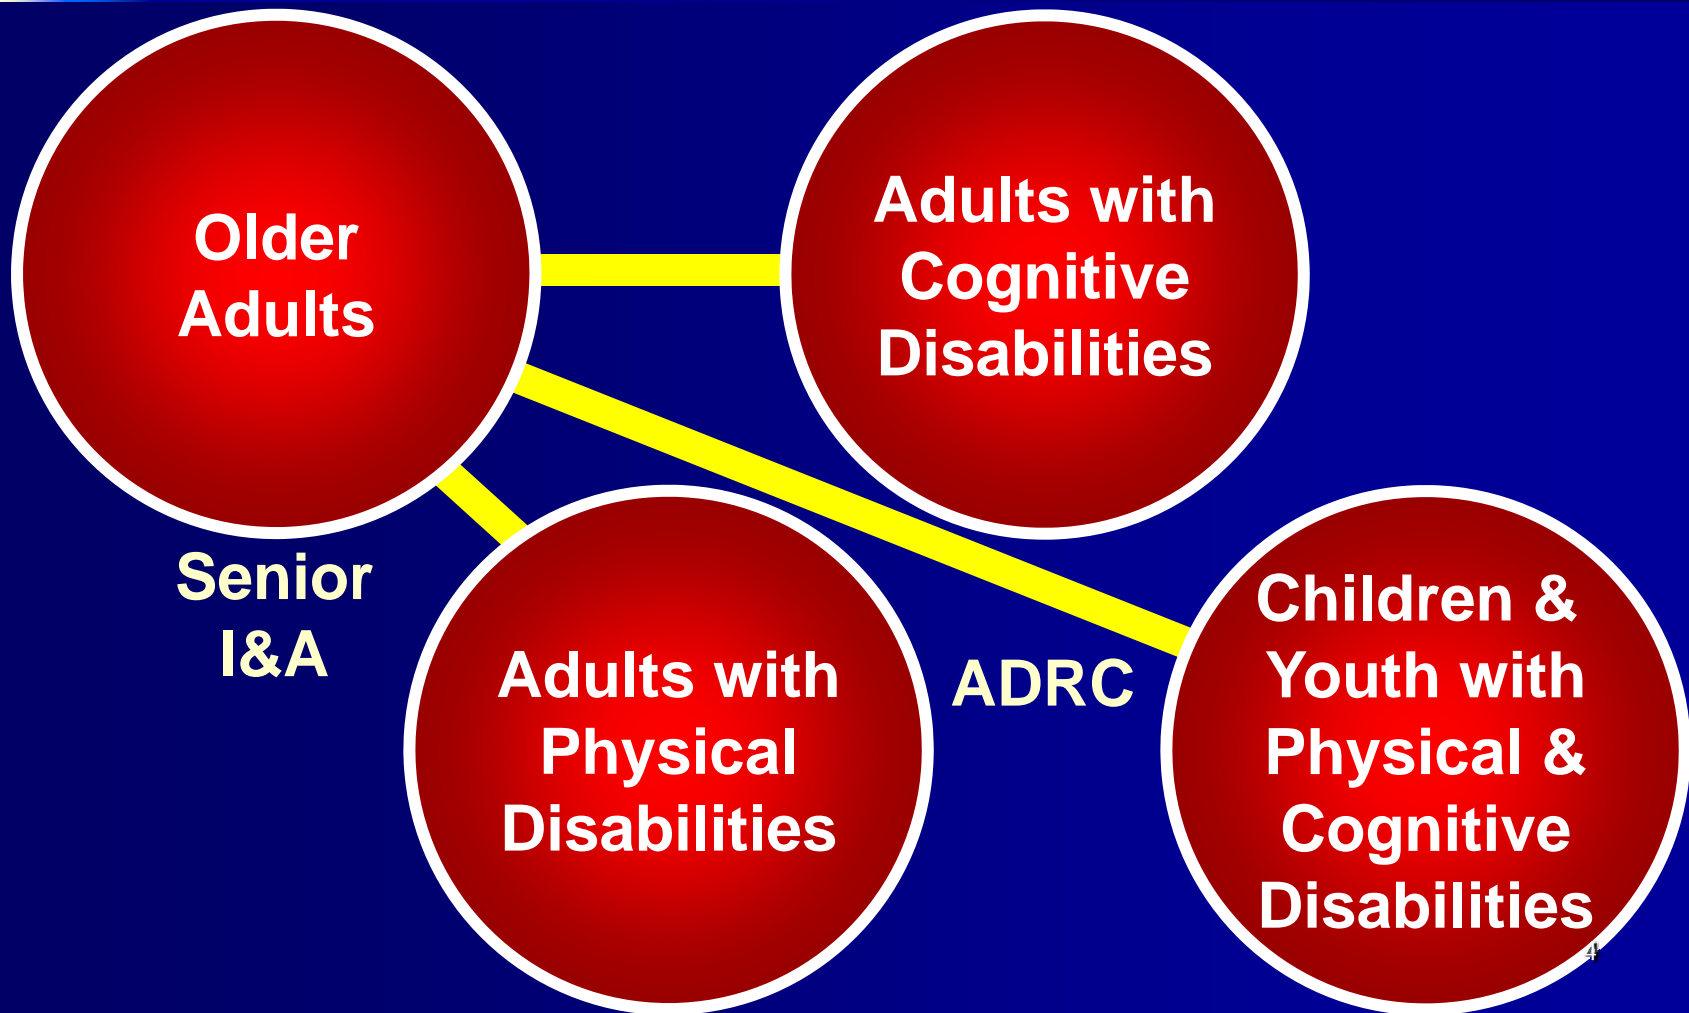 Older
Adults
Adults with
Cognitive
Disabilities
Senior
I&A
Adults with
Physical
Disabilities
ADRC
Children &
Youth with
Physical &
Cognitive
Disabilities
4